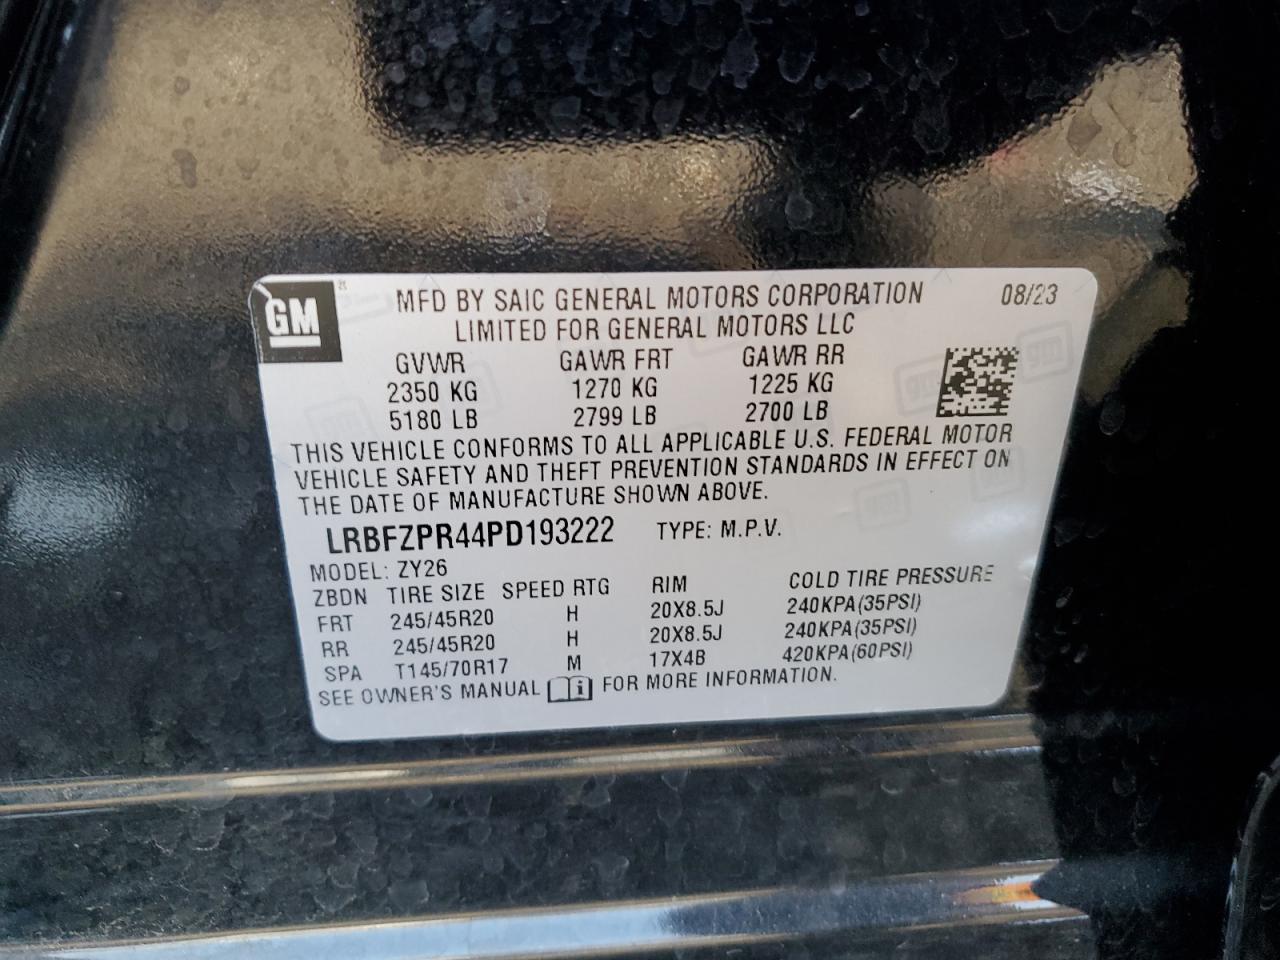 GM
MFD BY SAIC GENERAL MOTORS CORPORATION 08/23
LIMITED FOR GENERAL MOTORS LLC
GVWR GAWR FRT GAWR RR
2350 KG 1270 KG 1225 KG
5180 LB 2799 LB 2700 LB
THIS VEHICLE CONFORMS TO ALL APPLICABLE U.S. FEDERAL MOTOR
VEHICLE SAFETY AND THEFT PREVENTION STANDARDS IN EFFECT ON
THE DATE OF MANUFACTURE SHOWN ABOVE.
LRBFZPR44PD193222 TYPE: M.P.V.
MODEL: ZY26
ZBDN TIRE SIZE SPEED RTG RIM COLD TIRE PRESSURE
FRT 245/45R20 H 20X8.5J 240KPA(35PSI)
RR 245/45R20 H 20X8.5J 240KPA(35PSI)
SPA T145/70R17 M 17X4B 420KPA(60PSI)
SEE OWNER'S MANUAL FOR MORE INFORMATION.